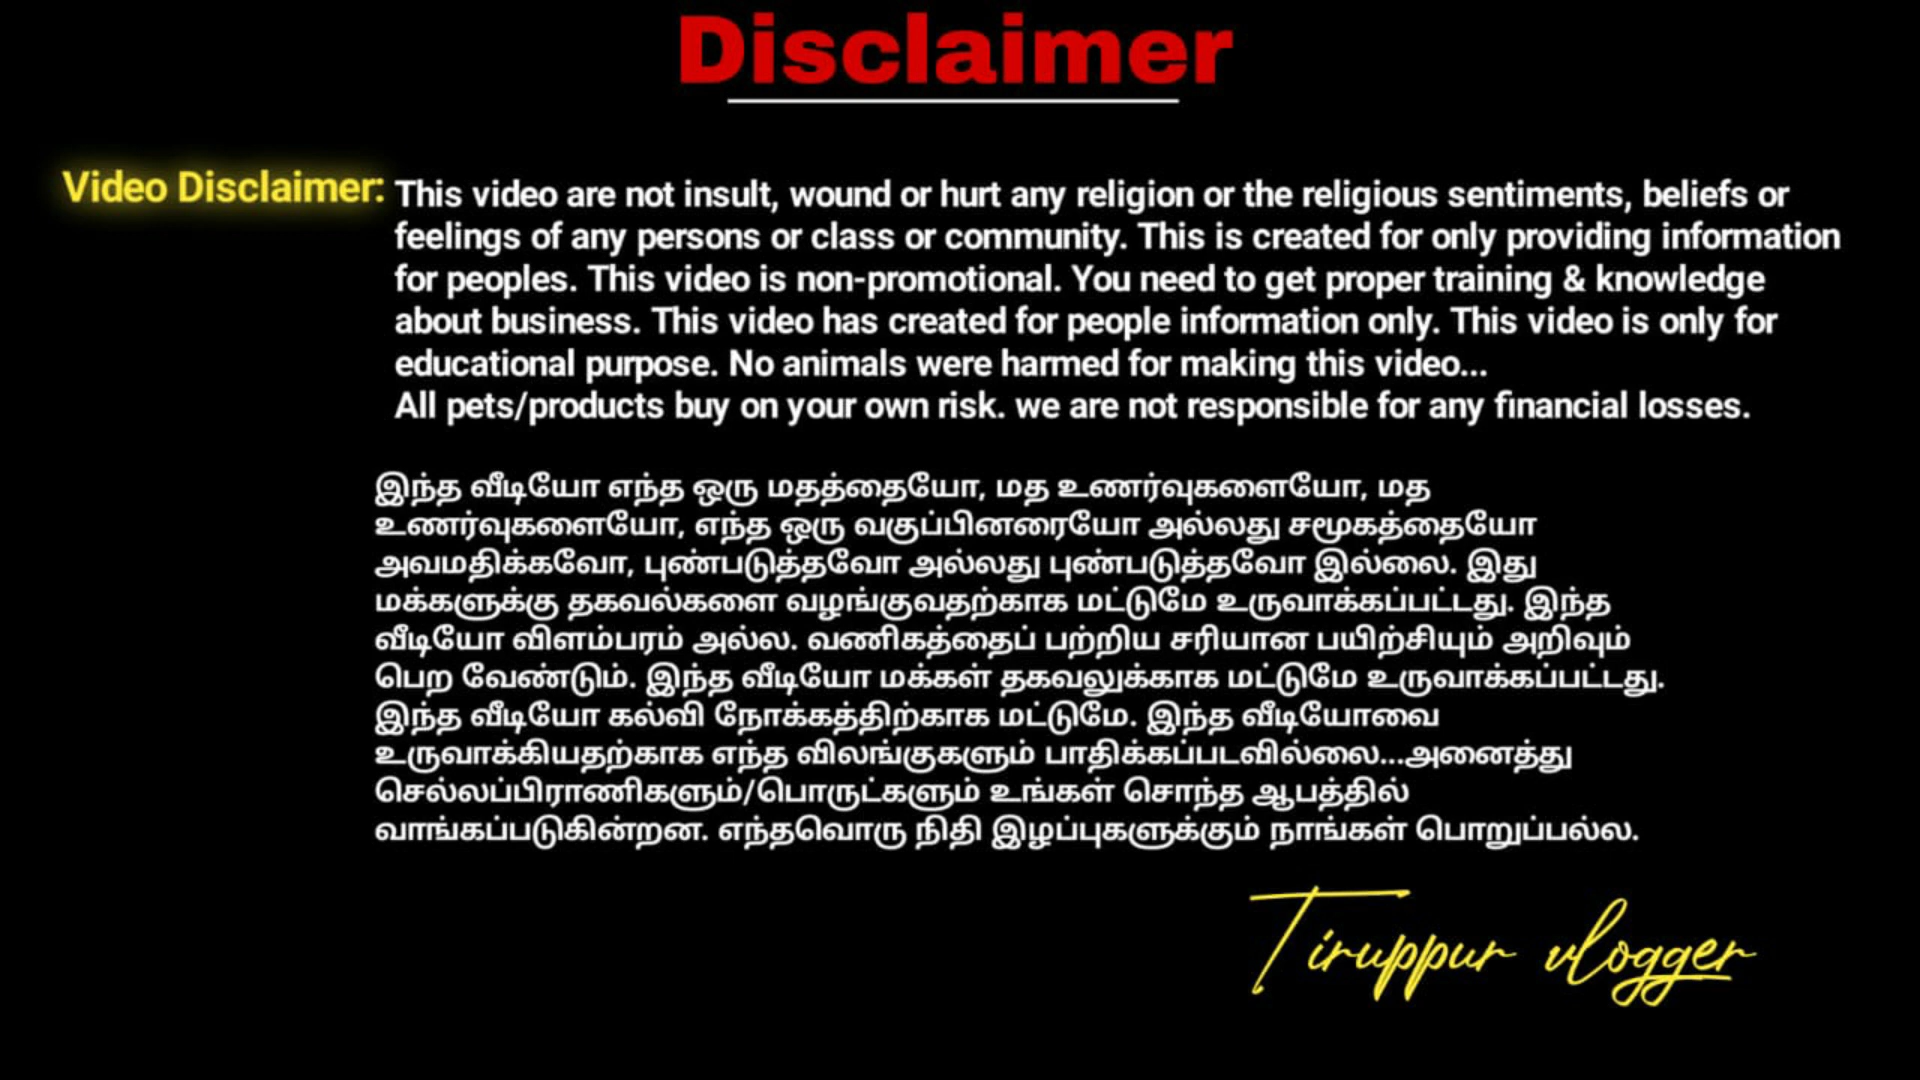 Disclaimer
Video Disclaimer: This video are not insult, wound or hurt any religion or the religious sentiments, beliefs or
feelings of any persons or class or community. This is created for only providing information
for peoples. This video is non-promotional. You need to get proper training & knowledge
about business. This video has created for people information only. This video is only for
educational purpose. No animals were harmed for making this video...
All pets/products buy on your own risk. we are not responsible for any financial losses.
இந்த வீடியோ எந்த ஒரு மதத்தையோ, மத உணர்வுகளையோ, மத
உணர்வுகளையோ, எந்த ஒரு வகுப்பினரையோ அல்லது சமூகத்தையோ
அவமதிக்கவோ, புண்படுத்தவோ அல்லது புண்படுத்தவோ இல்லை. இது
மக்களுக்கு தகவல்களை வழங்குவதற்காக மட்டுமே உருவாக்கப்பட்டது. இந்த
வீடியோ விளம்பரம் அல்ல. வணிகத்தைப் பற்றிய சரியான பயிற்சியும் அறிவும்
பெற வேண்டும். இந்த வீடியோ மக்கள் தகவலுக்காக மட்டுமே உருவாக்கப்பட்டது.
இந்த வீடியோ கல்வி நோக்கத்திற்காக மட்டுமே. இந்த வீடியோவை
உருவாக்கியதற்காக எந்த விலங்குகளும் பாதிக்கப்படவில்லை...அனைத்து
செல்லப்பிராணிகளும்/பொருட்களும் உங்கள் சொந்த ஆபத்தில்
வாங்கப்படுகின்றன. எந்தவொரு நிதி இழப்புகளுக்கும் நாங்கள் பொறுப்பல்ல.
Tiruppur vlogger